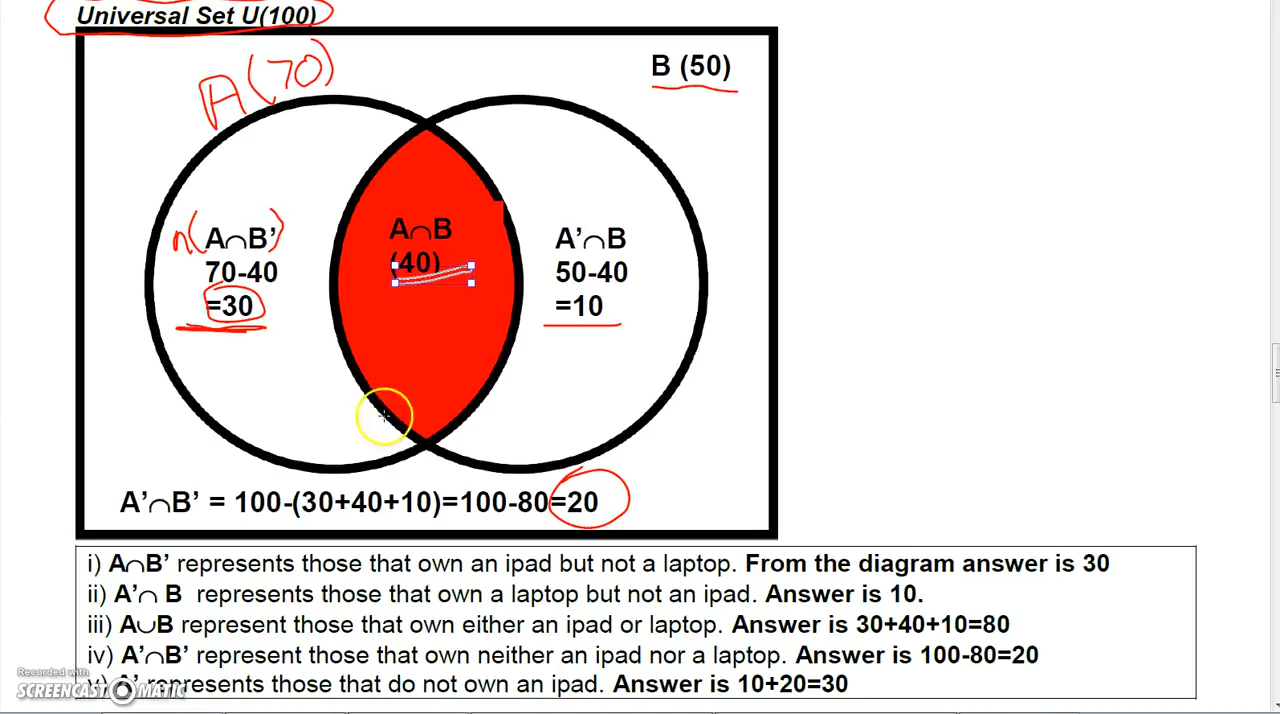 Universal Set U(100)
A (70)
B (50)
n(A∩B')
70-40
=30
A∩B
(40)
A'∩B
50-40
=10
A'∩B' = 100-(30+40+10)=100-80=20
i) A∩B' represents those that own an ipad but not a laptop. From the diagram answer is 30
ii) A'∩ B represents those that own a laptop but not an ipad. Answer is 10.
iii) A∪B represent those that own either an ipad or laptop. Answer is 30+40+10=80
iv) A'∩B' represent those that own neither an ipad nor a laptop. Answer is 100-80=20
v) A' represents those that do not own an ipad. Answer is 10+20=30
Recorded with
SCREENCAST-O-MATIC